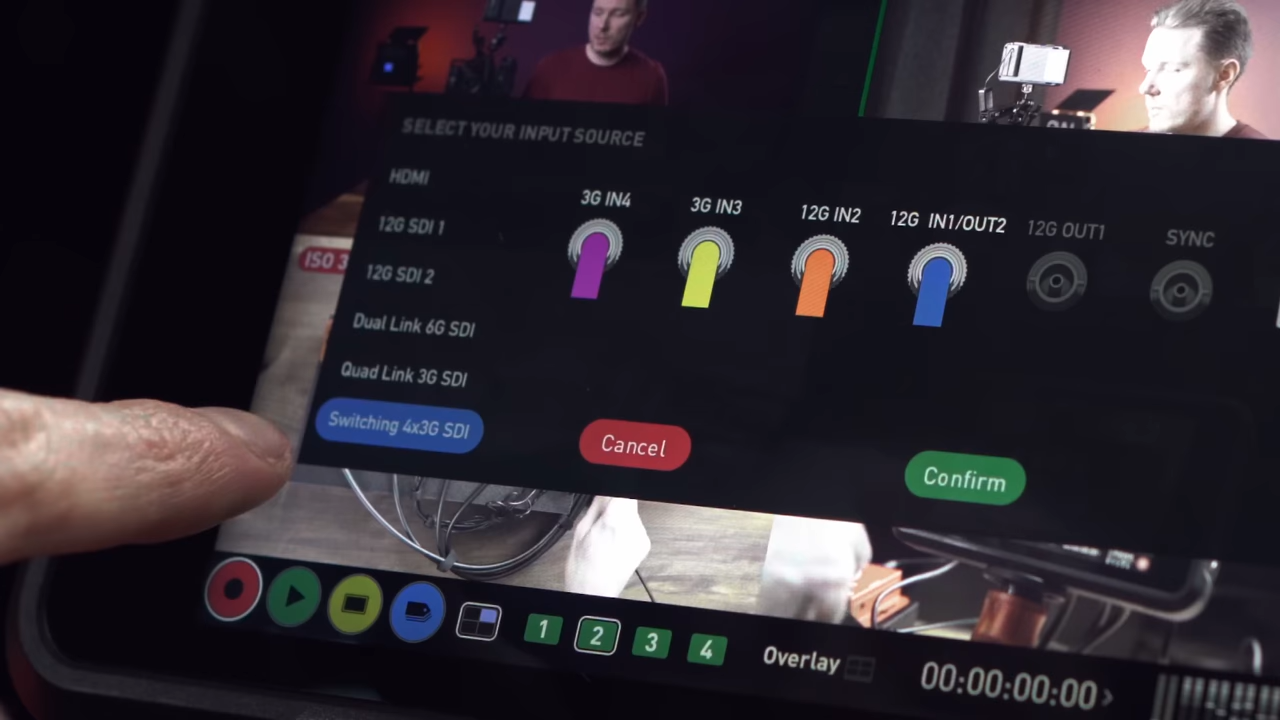 SELECT YOUR INPUT SOURCE
HDMI
12G SDI 1
12G SDI 2
Dual Link 6G SDI
Quad Link 3G SDI
Switching 4x3G SDI
3G IN4
3G IN3
12G IN2
12G IN1/OUT2
12G OUT1
SYNC
ISO 3
Cancel
Confirm
1
2
3
4
Overlay
00:00:00:00